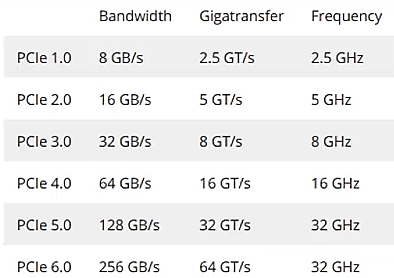 Bandwidth Gigatransfer Frequency
PCIe 1.0 8 GB/s 2.5 GT/s 2.5 GHz
PCIe 2.0 16 GB/s 5 GT/s 5 GHz
PCIe 3.0 32 GB/s 8 GT/s 8 GHz
PCIe 4.0 64 GB/s 16 GT/s 16 GHz
PCIe 5.0 128 GB/s 32 GT/s 32 GHz
PCIe 6.0 256 GB/s 64 GT/s 32 GHz